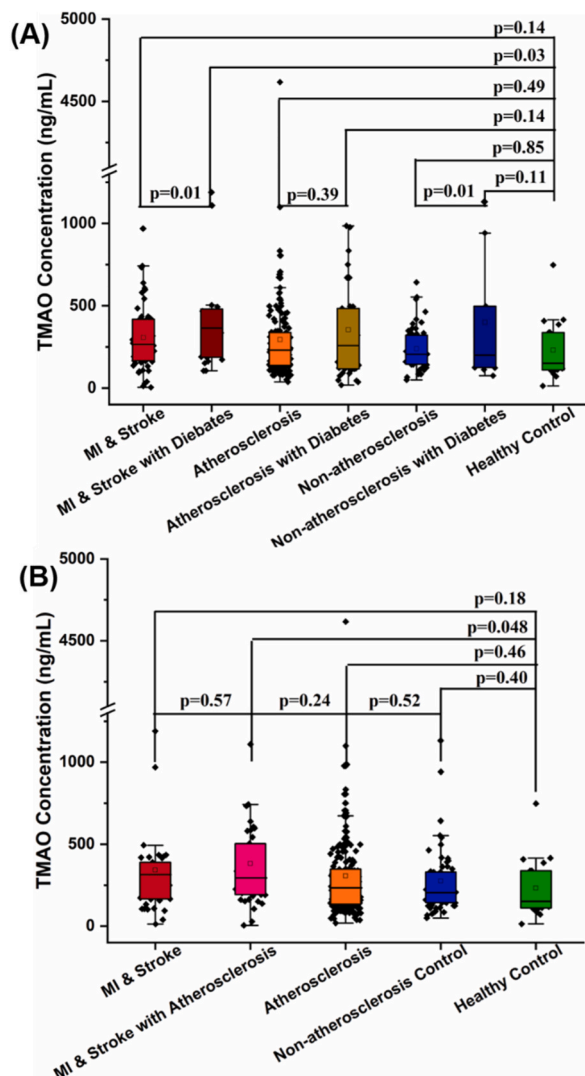 (A)
5000
4500
1000
500
0
TMAO Concentration (ng/mL)
p=0.14
p=0.03
p=0.49
p=0.14
p=0.85
p=0.11
p=0.01
p=0.39
p=0.01
MI & Stroke
MI & Stroke with Diebates
Atherosclerosis
Atherosclerosis with Diabetes
Non-atherosclerosis
Non-atherosclerosis with Diabetes
Healthy Control
(B)
5000
4500
1000
500
0
TMAO Concentration (ng/mL)
p=0.18
p=0.048
p=0.46
p=0.40
p=0.57
p=0.24
p=0.52
MI & Stroke
MI & Stroke with Atherosclerosis
Atherosclerosis
Non-atherosclerosis Control
Healthy Control